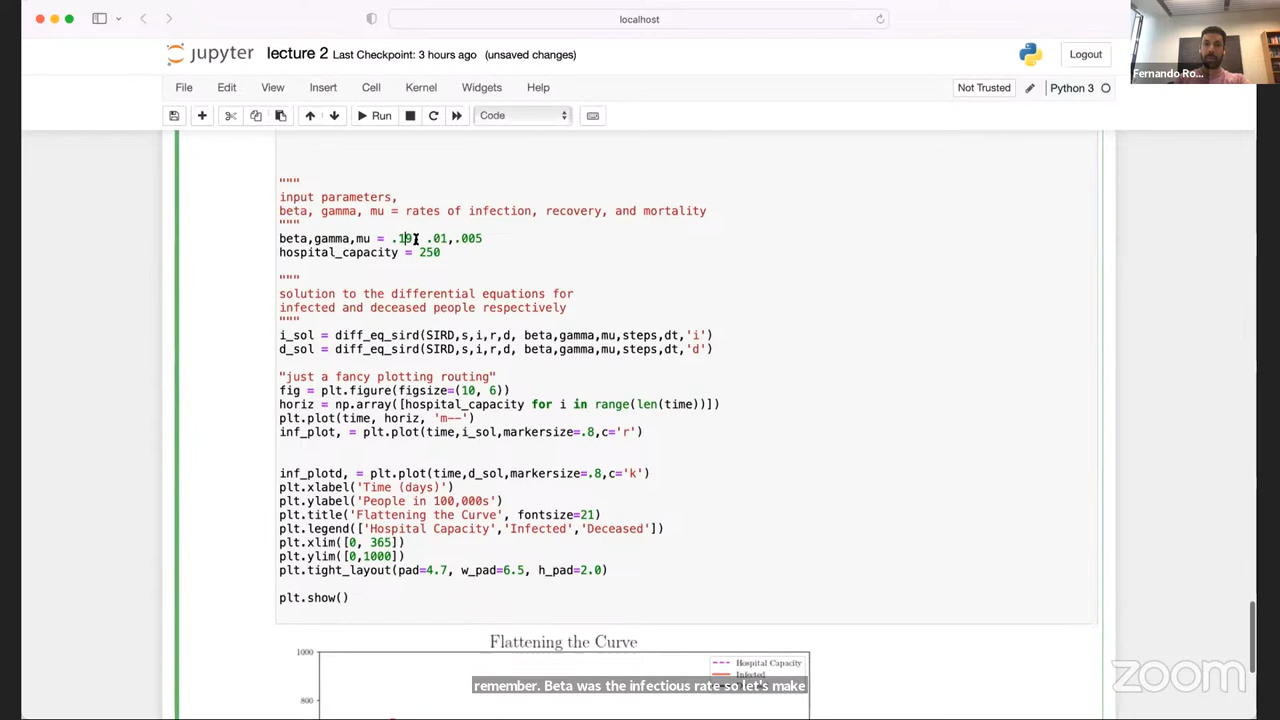 localhost
Fernando Ro...
jupyter lecture 2 Last Checkpoint: 3 hours ago (unsaved changes)
Logout
File Edit View Insert Cell Kernel Widgets Help
Not Trusted Python 3
Run
Code
"""
input parameters,
beta, gamma, mu = rates of infection, recovery, and mortality
"""
beta,gamma,mu = .19, .01,.005
hospital_capacity = 250
"""
solution to the differential equations for
infected and deceased people respectively
"""
i_sol = diff_eq_sird(SIRD,s,i,r,d, beta,gamma,mu,steps,dt,'i')
d_sol = diff_eq_sird(SIRD,s,i,r,d, beta,gamma,mu,steps,dt,'d')
"just a fancy plotting routing"
fig = plt.figure(figsize=(10, 6))
horiz = np.array([hospital_capacity for i in range(len(time))])
plt.plot(time, horiz, 'm--')
inf_plot, = plt.plot(time,i_sol,markersize=.8,c='r')
inf_plotd, = plt.plot(time,d_sol,markersize=.8,c='k')
plt.xlabel('Time (days)')
plt.ylabel('People in 100,000s')
plt.title('Flattening the Curve', fontsize=21)
plt.legend(['Hospital Capacity','Infected','Deceased'])
plt.xlim([0, 365])
plt.ylim([0,1000])
plt.tight_layout(pad=4.7, w_pad=6.5, h_pad=2.0)
plt.show()
Flattening the Curve
1000
Hospital Capacity
Infected
800
remember. Beta was the infectious rate so let's make
zoom